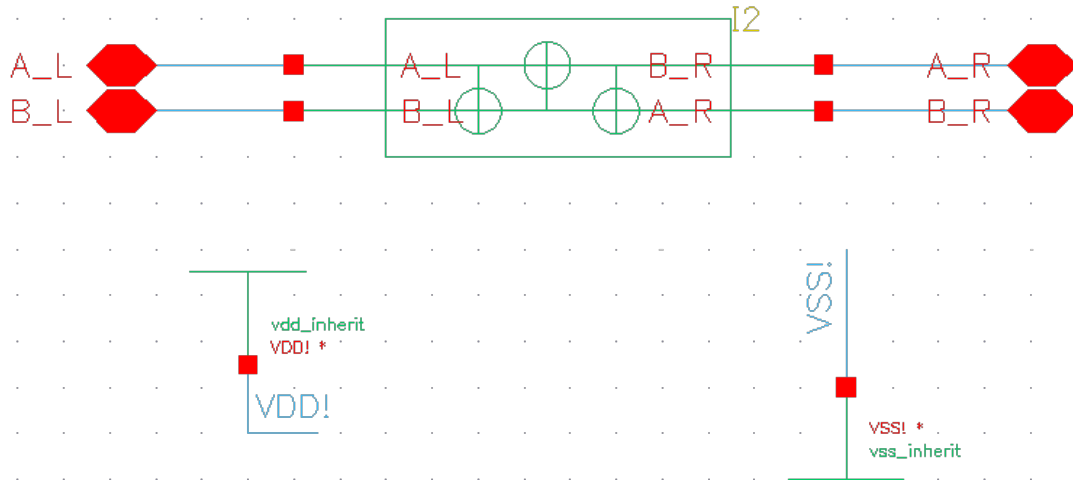 I2
A_L A_L B_R A_R
B_L B_L A_R B_R
vdd_inherit
VDD! *
VDD!
VSS!
VSS! *
vss_inherit